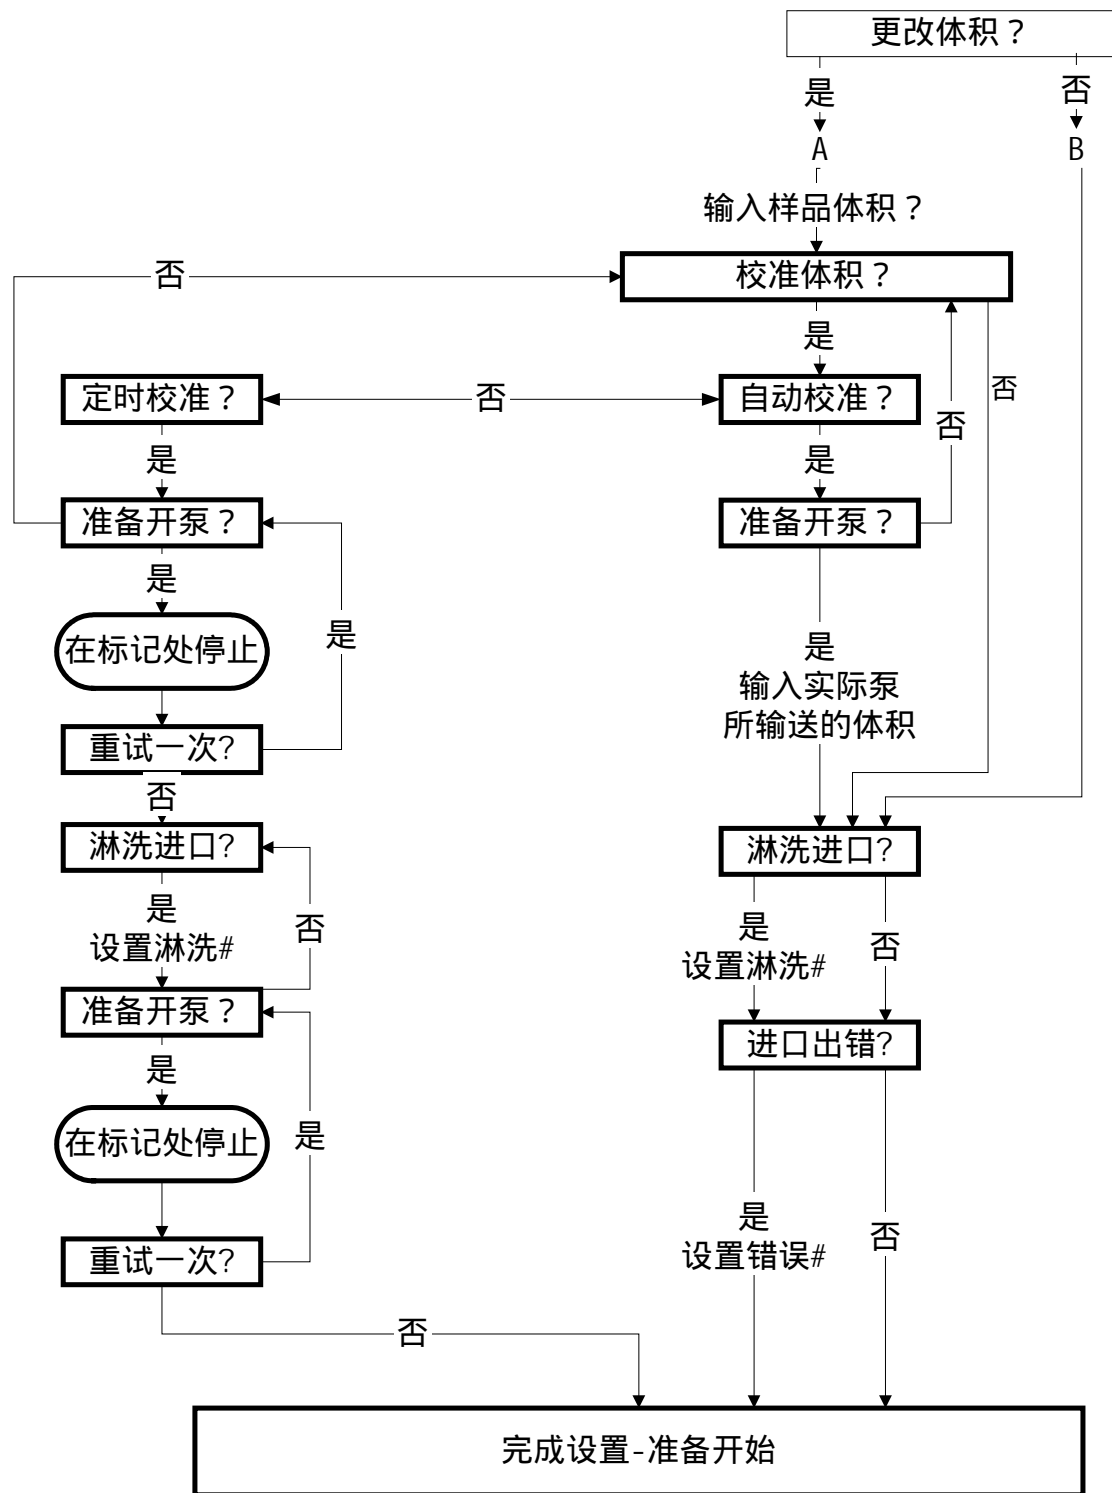 更改体积？
是
否
A
B
输入样品体积？
否
校准体积？
是
否
定时校准？
否
自动校准？
否
是
是
准备开泵？
准备开泵？
是
在标记处停止
是
是
输入实际泵
所输送的体积
重试一次?
否
淋洗进口?
淋洗进口?
是
设置淋洗#
否
是
设置淋洗#
否
准备开泵？
进口出错?
是
在标记处停止
是
是
设置错误#
否
重试一次?
否
完成设置-准备开始